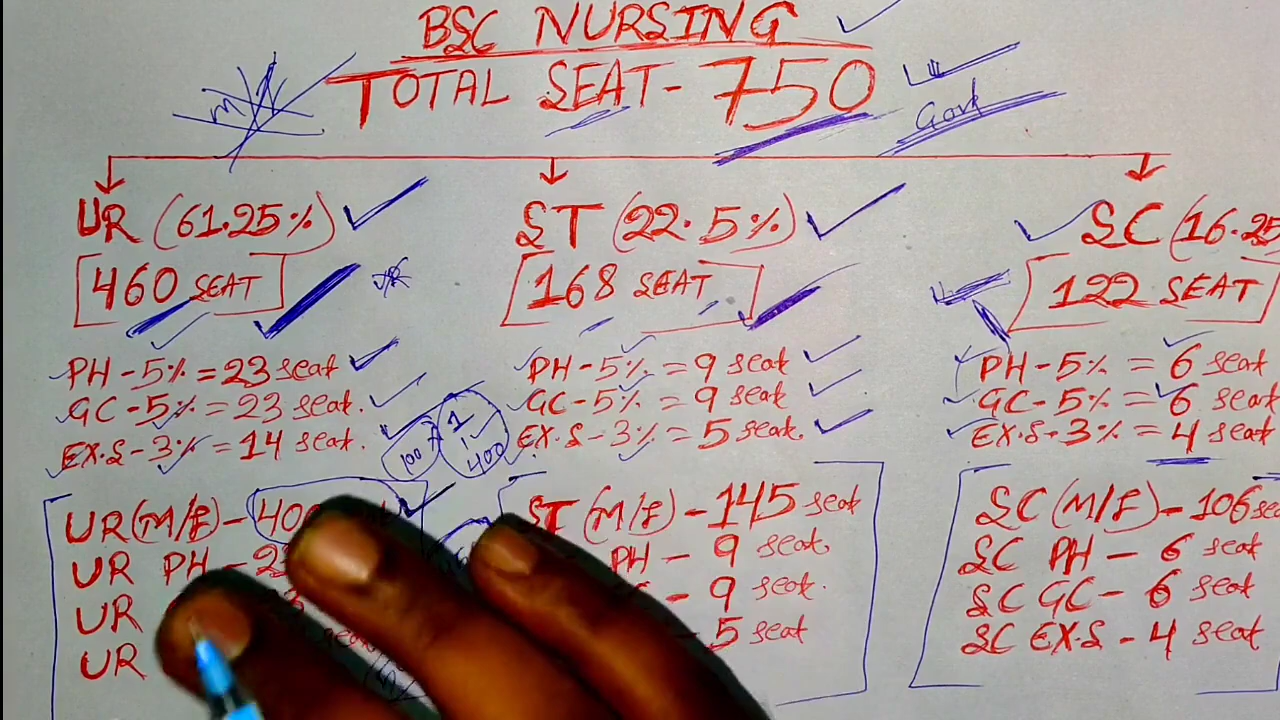 BSC NURSING
TOTAL SEAT - 750
Govt
UR (61.25%)
460 SEAT
PH - 5% = 23 seat
GC - 5% = 23 seat.
EX.S - 3% = 14 seat
UR (M/F) - 400
UR PH - 23
UR
UR
100%
1
400
ST (22.5%)
168 SEAT
PH - 5% = 9 seat
GC - 5% = 9 seat
EX.S - 3% = 5 seat.
ST (M/F) - 145 seat
PH - 9 seat
- 9 seat.
5 seat
SC (16.25
122 SEAT
PH - 5% = 6 seat
GC - 5% = 6 seat
EX.S - 3% = 4 seat
SC (M/F) - 106 sea
SC PH - 6 seat
SC GC - 6 seat
SC EX.S - 4 seat